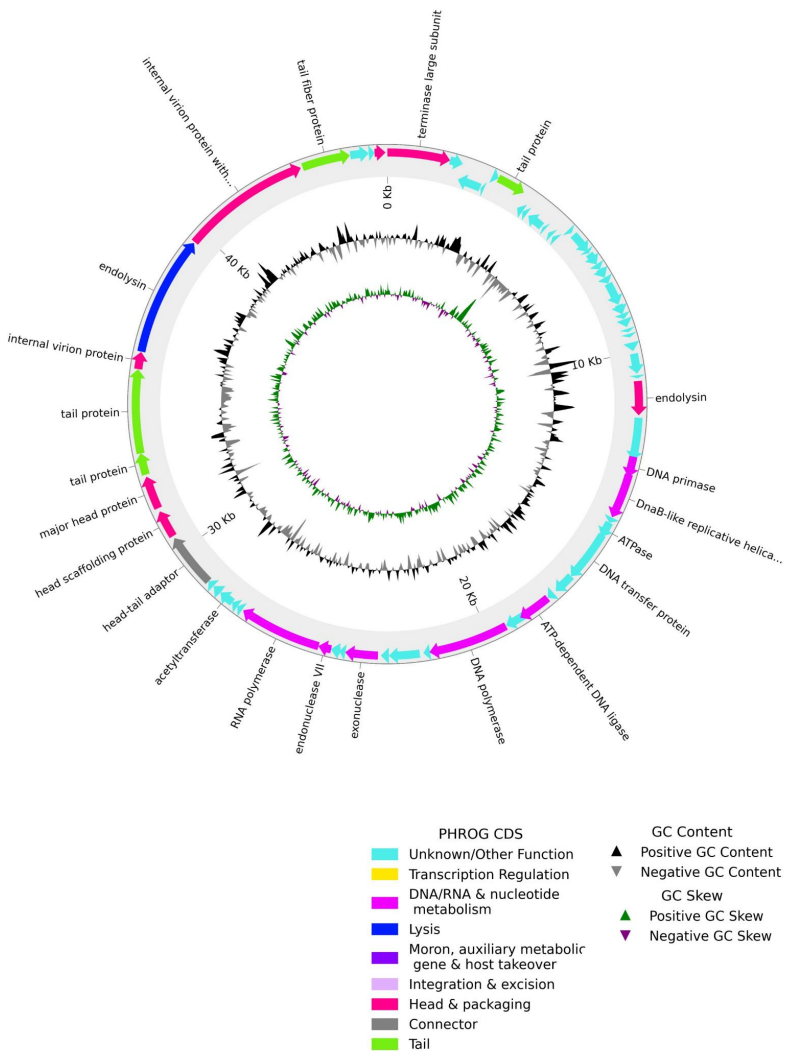 terminase large subunit
tail protein
endolysin
DNA primase
DnaB-like replicative helica...
ATPase
DNA transfer protein
ATP-dependent DNA ligase
DNA polymerase
exonuclease
endonuclease VII
RNA polymerase
acetyltransferase
head-tail adaptor
head scaffolding protein
major head protein
tail protein
tail protein
internal virion protein
endolysin
internal virion protein with...
tail fiber protein
0 Kb
10 Kb
20 Kb
30 Kb
40 Kb
PHROG CDS
Unknown/Other Function
Transcription Regulation
DNA/RNA & nucleotide
metabolism
Lysis
Moron, auxiliary metabolic
gene & host takeover
Integration & excision
Head & packaging
Connector
Tail
GC Content
Positive GC Content
Negative GC Content
GC Skew
Positive GC Skew
Negative GC Skew